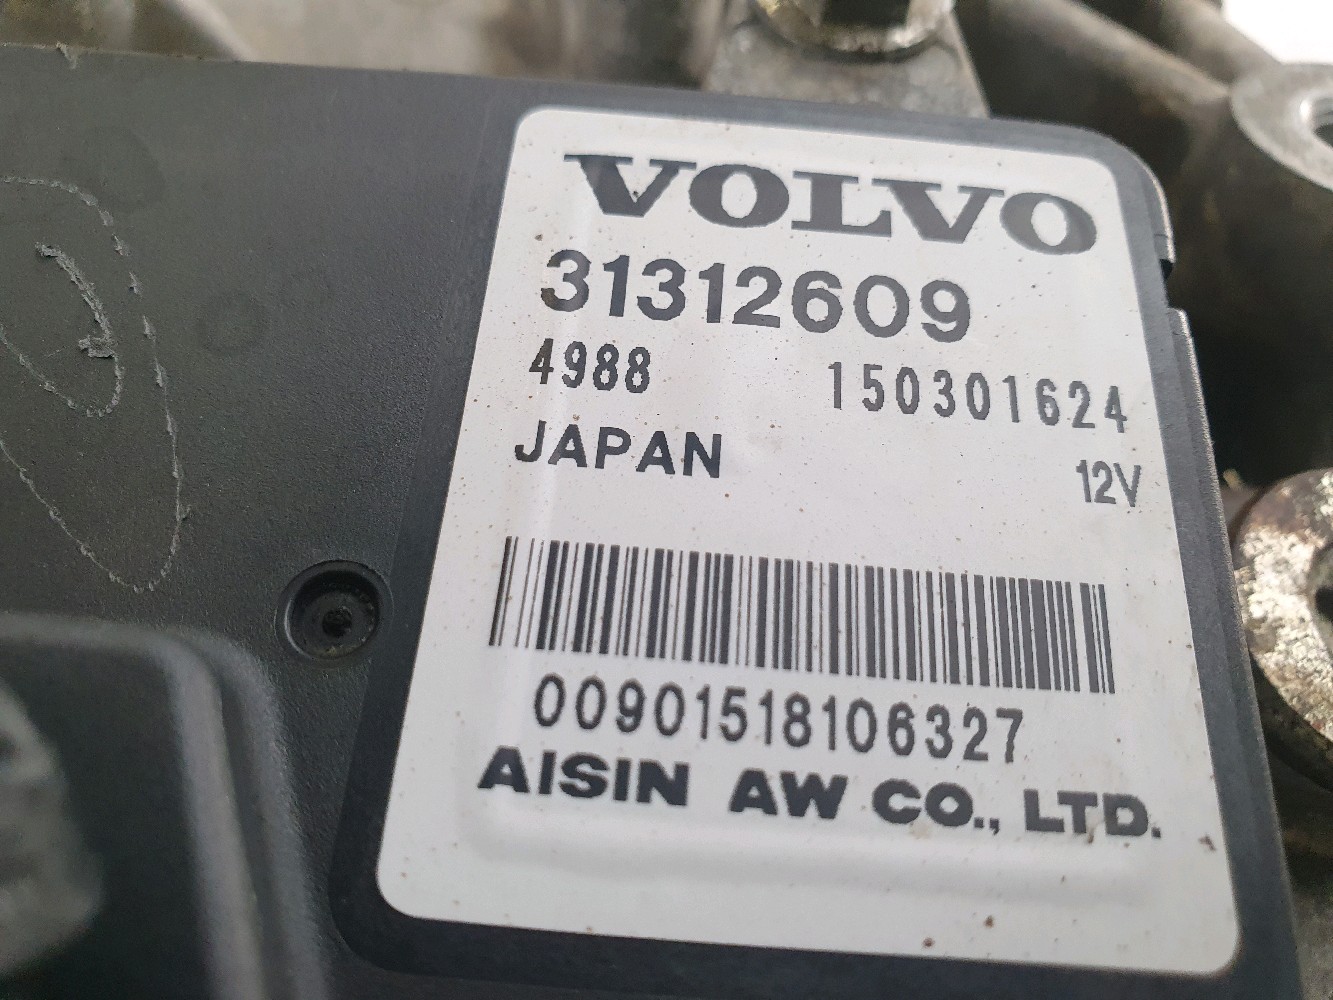 VOLVO
31312609
4988 150301624
JAPAN 12V
00901518106327
AISIN AW CO., LTD.